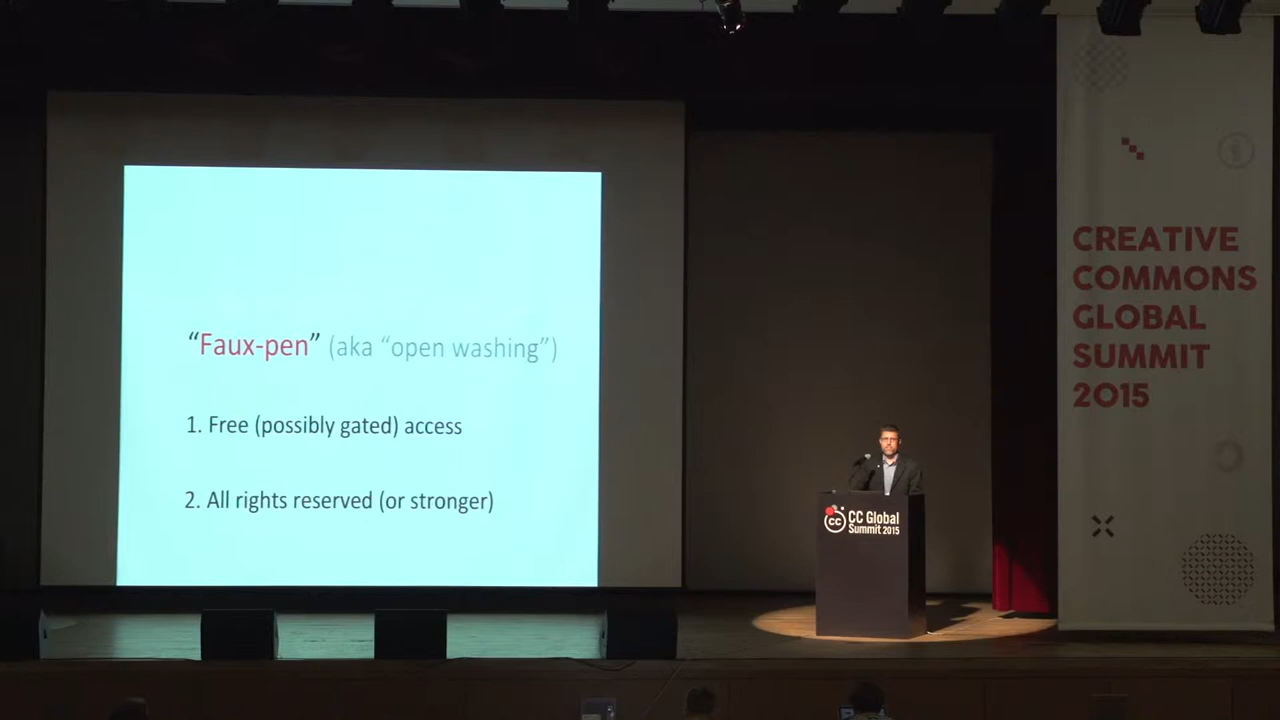 “Faux-pen” (aka “open washing”)
1. Free (possibly gated) access
2. All rights reserved (or stronger)
cc CC Global
Summit 2015
CREATIVE
COMMONS
GLOBAL
SUMMIT
2015